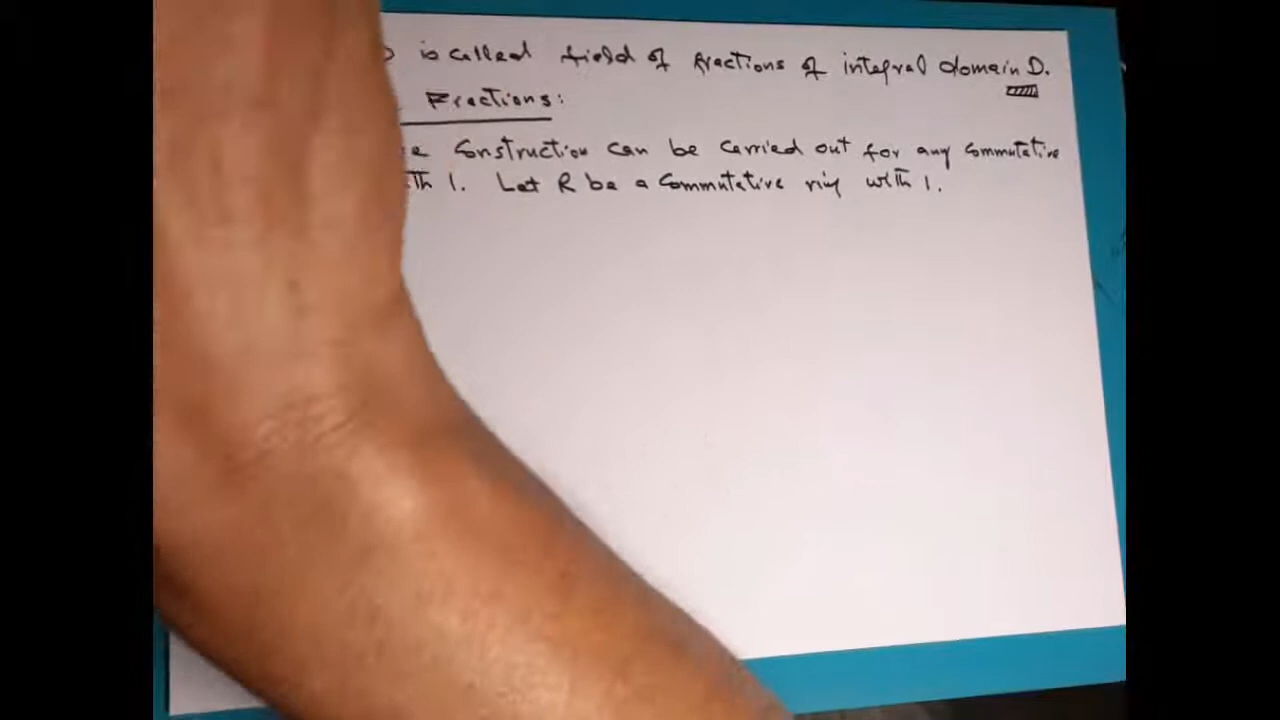 is called field of fractions of integral domain D.
Fractions:
Construction can be carried out for any commutative
1. Let R be a commutative ring with 1.